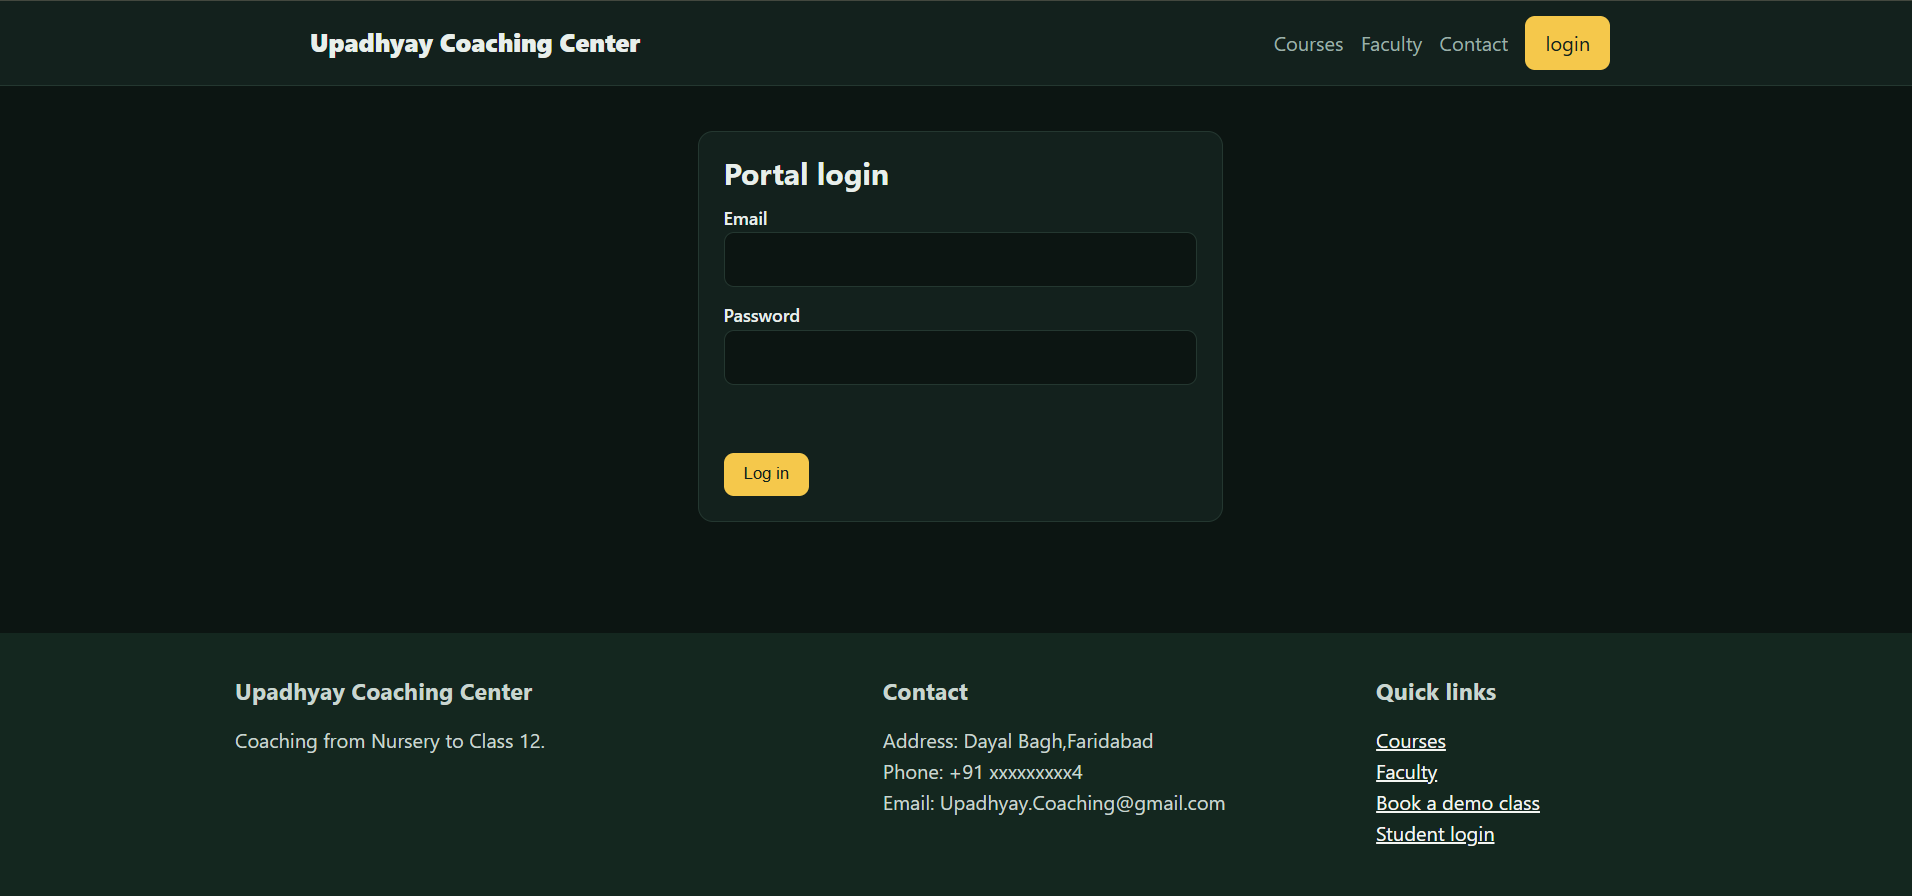 Upadhyay Coaching Center
Courses Faculty Contact login
Portal login
Email
Password
Log in
Upadhyay Coaching Center
Coaching from Nursery to Class 12.
Contact
Address: Dayal Bagh,Faridabad
Phone: +91 xxxxxxxxx4
Email: Upadhyay.Coaching@gmail.com
Quick links
Courses
Faculty
Book a demo class
Student login